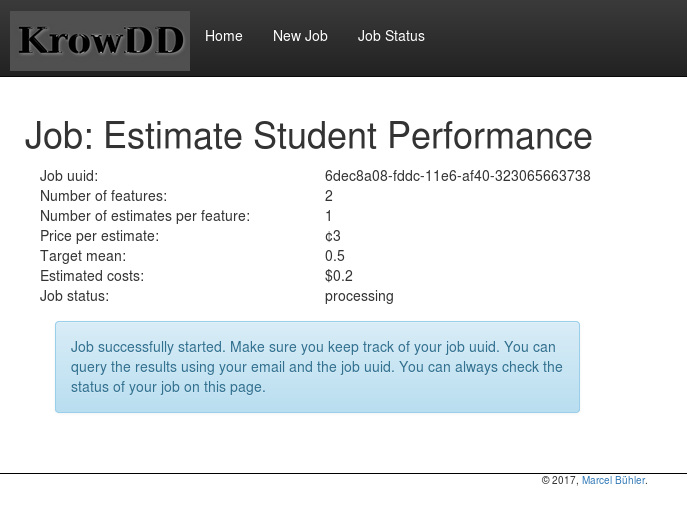 KrowDD Home New Job Job Status
Job: Estimate Student Performance
Job uuid: 6dec8a08-fddc-11e6-af40-323065663738
Number of features: 2
Number of estimates per feature: 1
Price per estimate: ¢3
Target mean: 0.5
Estimated costs: $0.2
Job status: processing
Job successfully started. Make sure you keep track of your job uuid. You can
query the results using your email and the job uuid. You can always check the
status of your job on this page.
© 2017, Marcel Bühler.